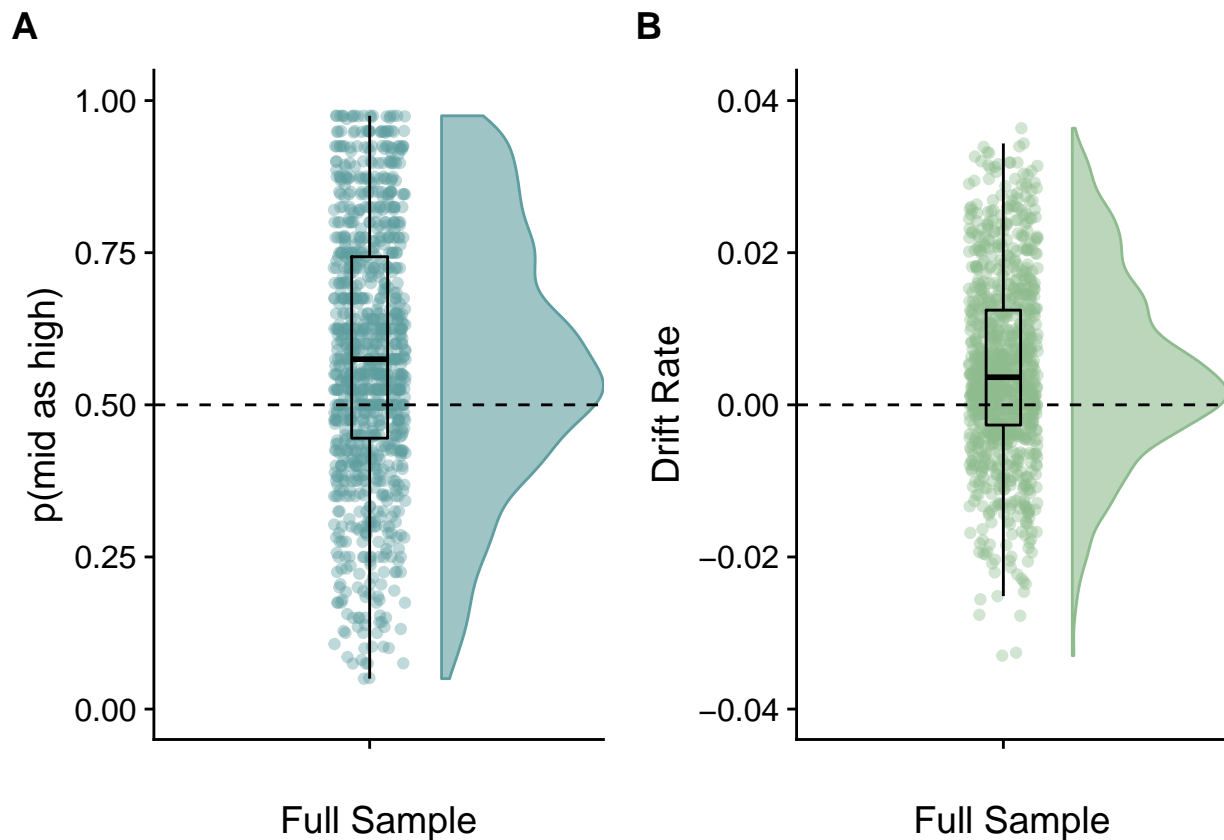 A
p(mid as high)
1.00
0.75
0.50
0.25
0.00
Full Sample
B
Drift Rate
0.04
0.02
0.00
−0.02
−0.04
Full Sample